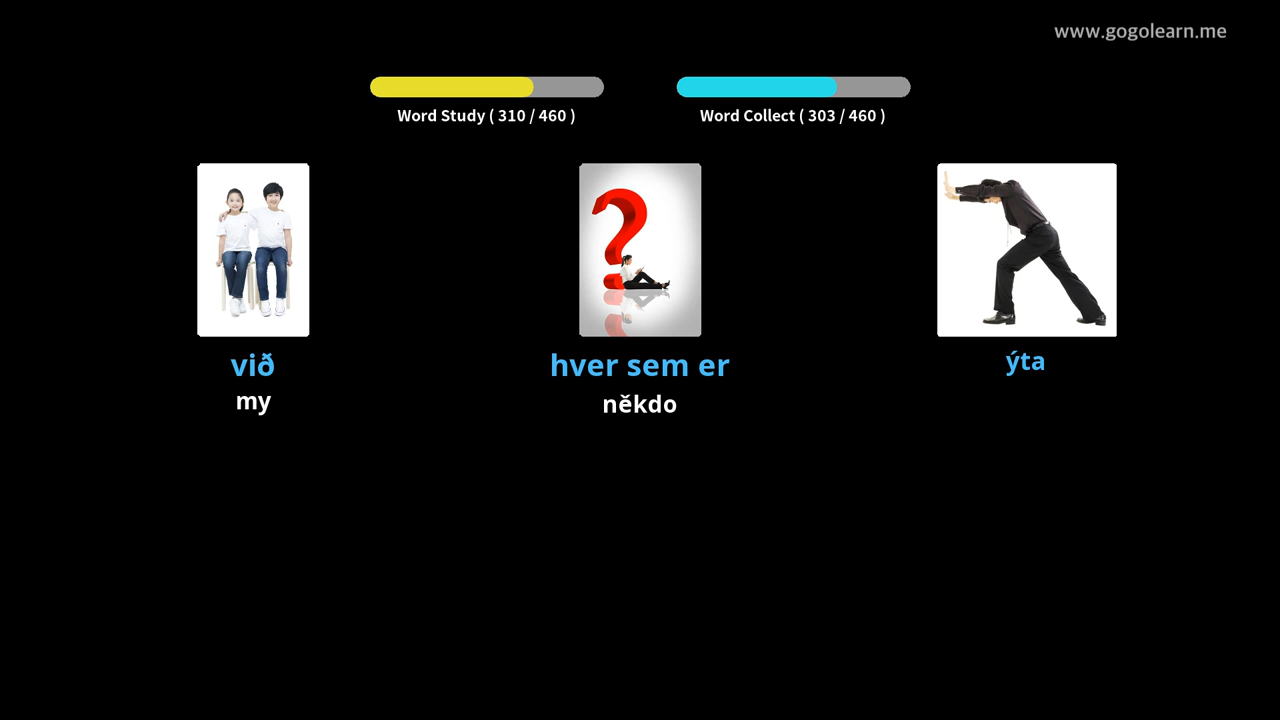 www.gogolearn.me
Word Study ( 310 / 460 )
Word Collect ( 303 / 460 )
við
hver sem er
ýta
my
někdo